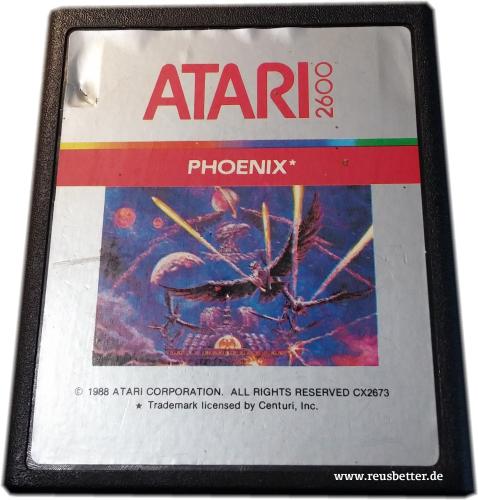 ATARI 2600
PHOENIX*
© 1988 ATARI CORPORATION. ALL RIGHTS RESERVED CX2673
* Trademark licensed by Centuri, Inc.
www.reusbetter.de